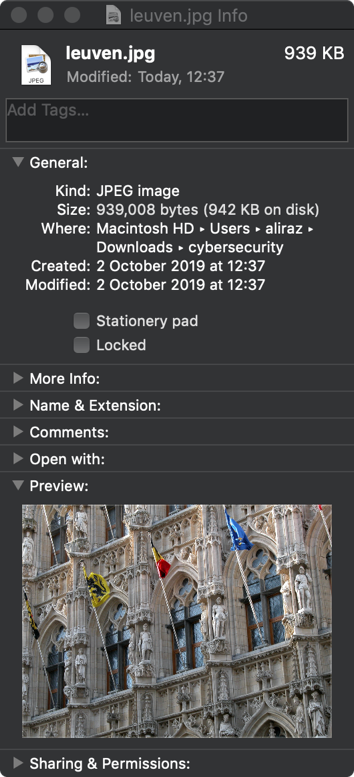 leuven.jpg Info
leuven.jpg 939 KB
Modified: Today, 12:37
JPEG
Add Tags...
General:
Kind: JPEG image
Size: 939,008 bytes (942 KB on disk)
Where: Macintosh HD ▸ Users ▸ aliraz ▸
Downloads ▸ cybersecurity
Created: 2 October 2019 at 12:37
Modified: 2 October 2019 at 12:37
Stationery pad
Locked
More Info:
Name & Extension:
Comments:
Open with:
Preview:
Sharing & Permissions: